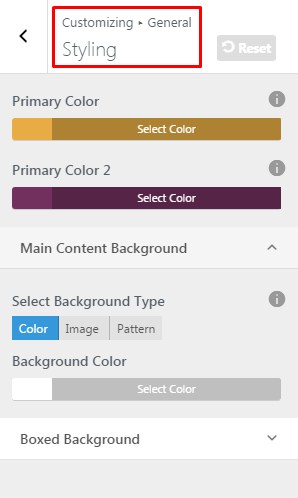 Customizing ▸ General
Styling
Reset
Primary Color
Select Color
Primary Color 2
Select Color
Main Content Background
Select Background Type
Color Image Pattern
Background Color
Select Color
Boxed Background